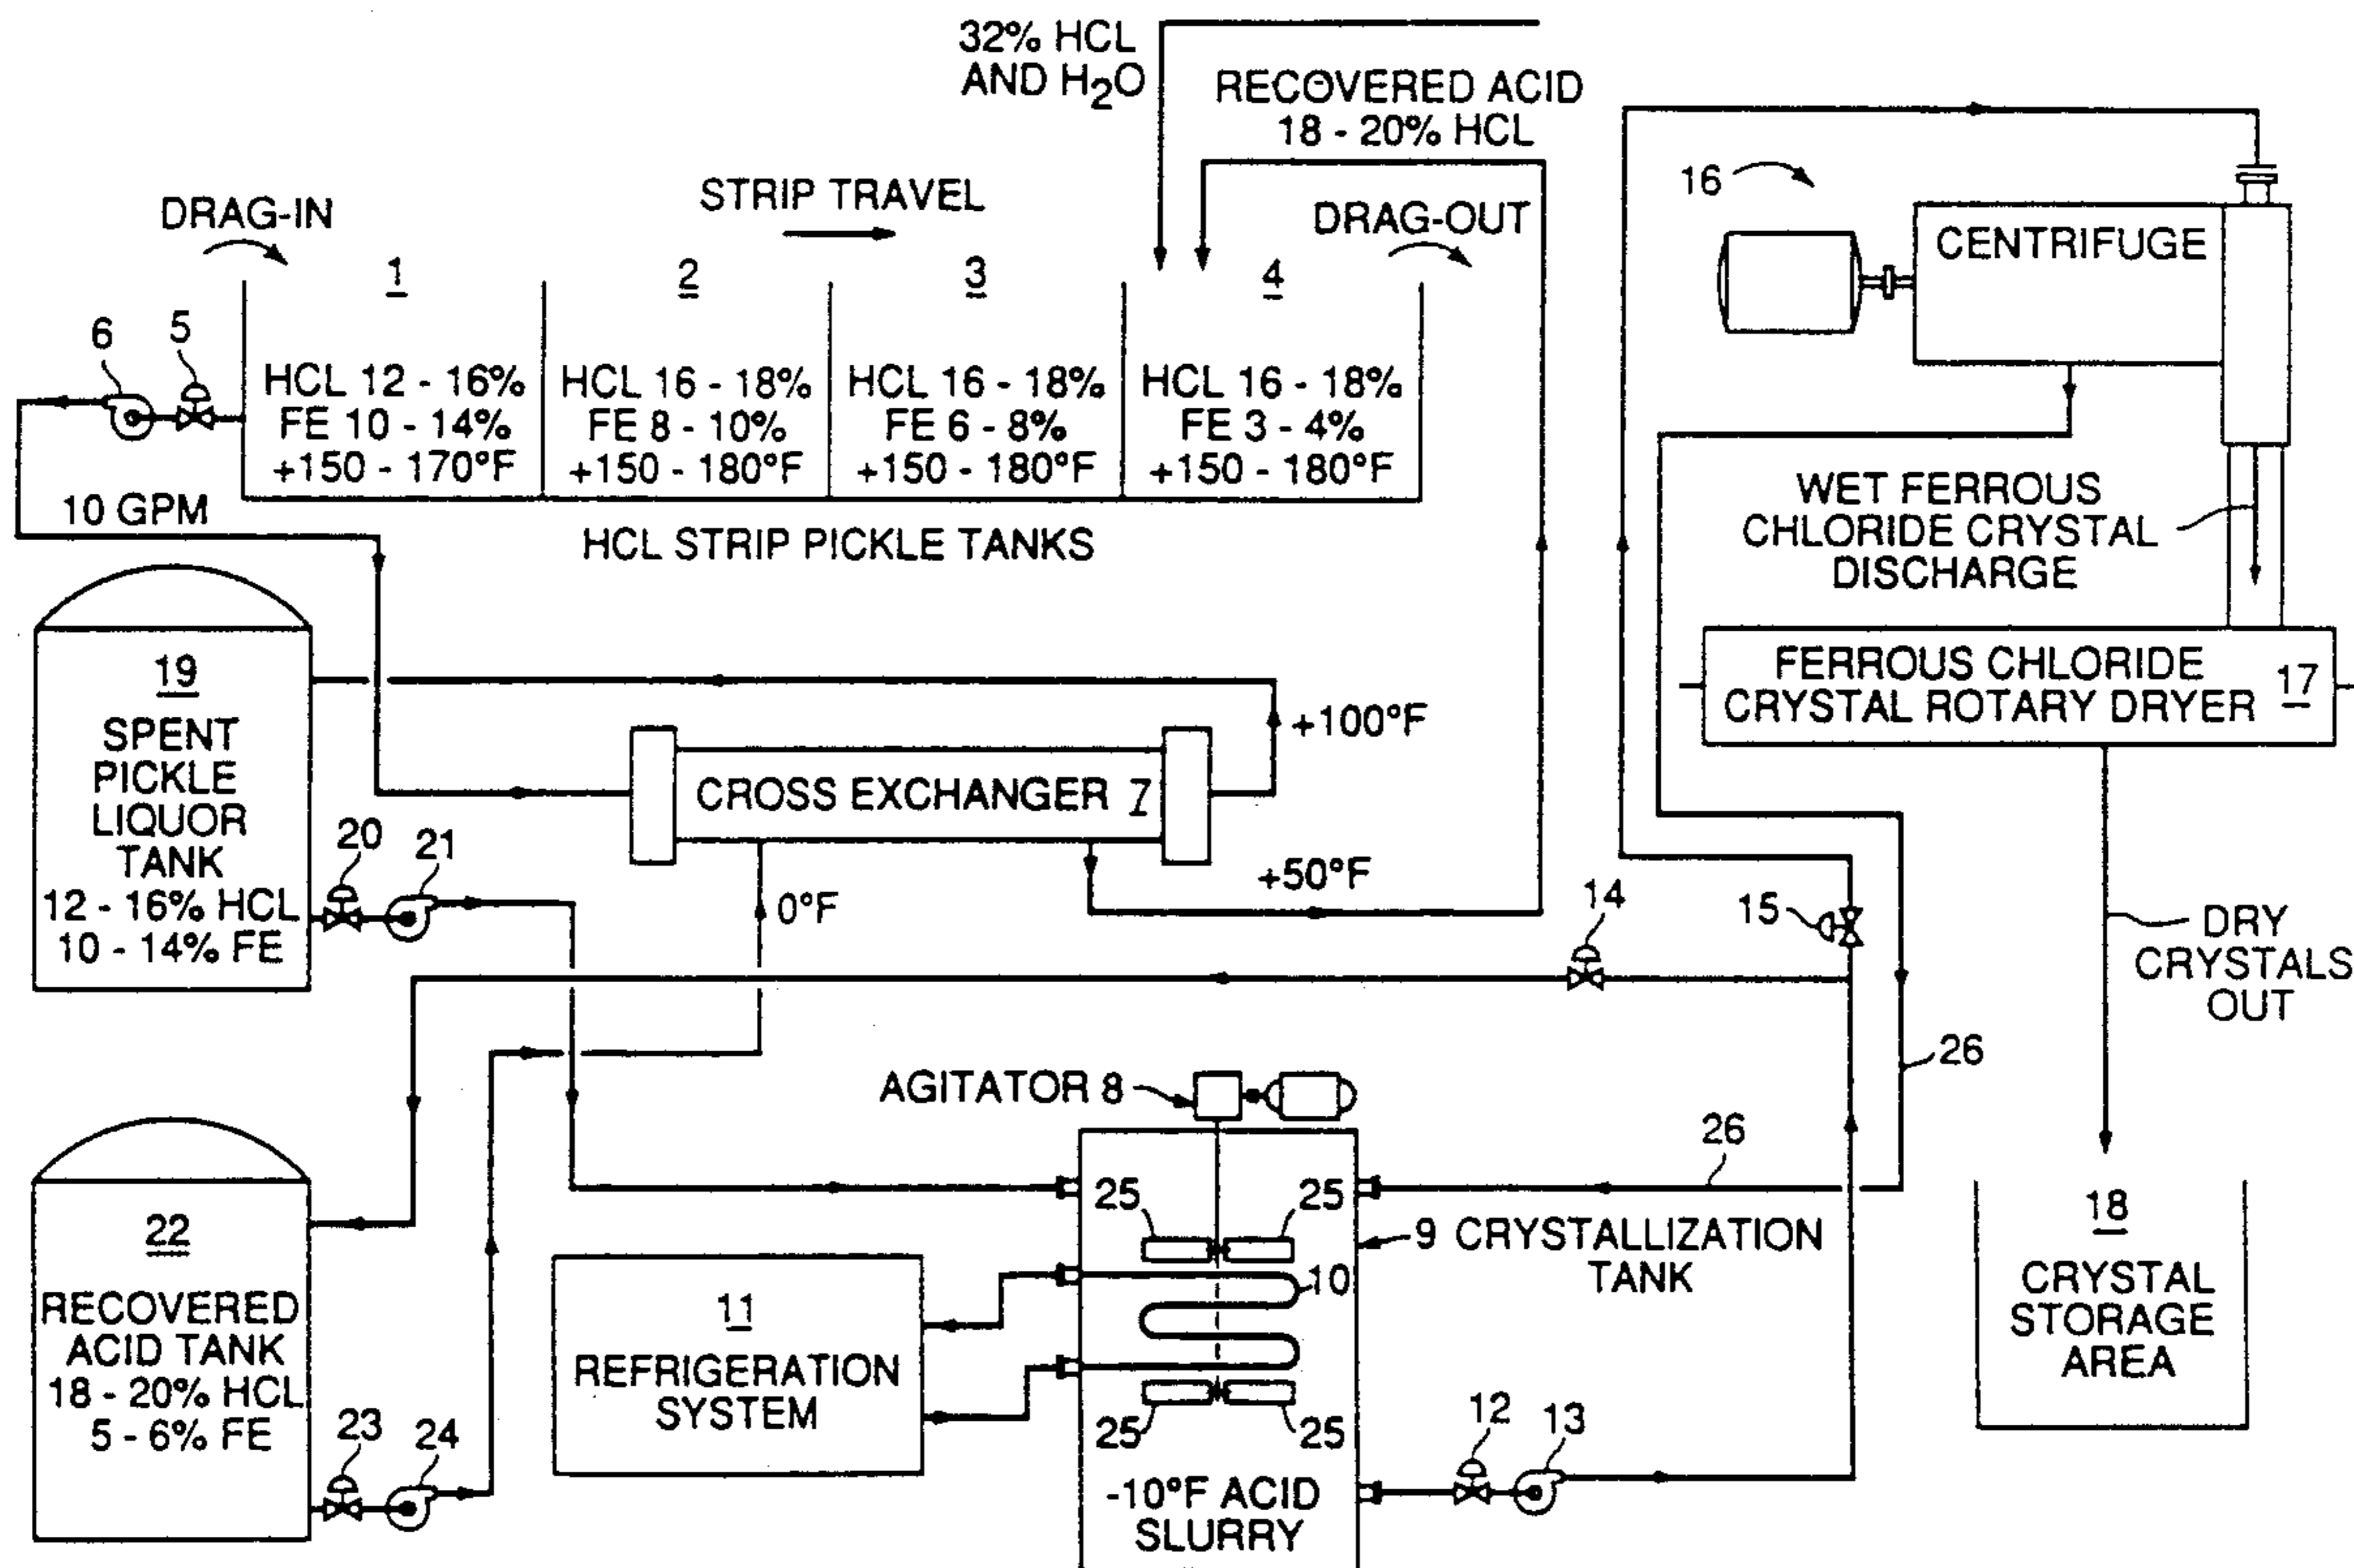 32% HCL
AND H2O
RECOVERED ACID
18 - 20% HCL
DRAG-IN
STRIP TRAVEL
DRAG-OUT
16
CENTRIFUGE
1
2
3
4
6
5
HCL 12 - 16%
FE 10 - 14%
+150 - 170°F
HCL 16 - 18%
FE 8 - 10%
+150 - 180°F
HCL 16 - 18%
FE 6 - 8%
+150 - 180°F
HCL 16 - 18%
FE 3 - 4%
+150 - 180°F
10 GPM
HCL STRIP PICKLE TANKS
WET FERROUS
CHLORIDE CRYSTAL
DISCHARGE
19
SPENT
PICKLE
LIQUOR
TANK
12 - 16% HCL
10 - 14% FE
20
21
+100°F
CROSS EXCHANGER 7
0°F
+50°F
FERROUS CHLORIDE
CRYSTAL ROTARY DRYER 17
14
15
DRY
CRYSTALS
OUT
26
AGITATOR 8
26
25
25
9 CRYSTALLIZATION
TANK
10
25
25
-10°F ACID
SLURRY
22
RECOVERED
ACID TANK
18 - 20% HCL
5 - 6% FE
23
24
11
REFRIGERATION
SYSTEM
12
13
18
CRYSTAL
STORAGE
AREA